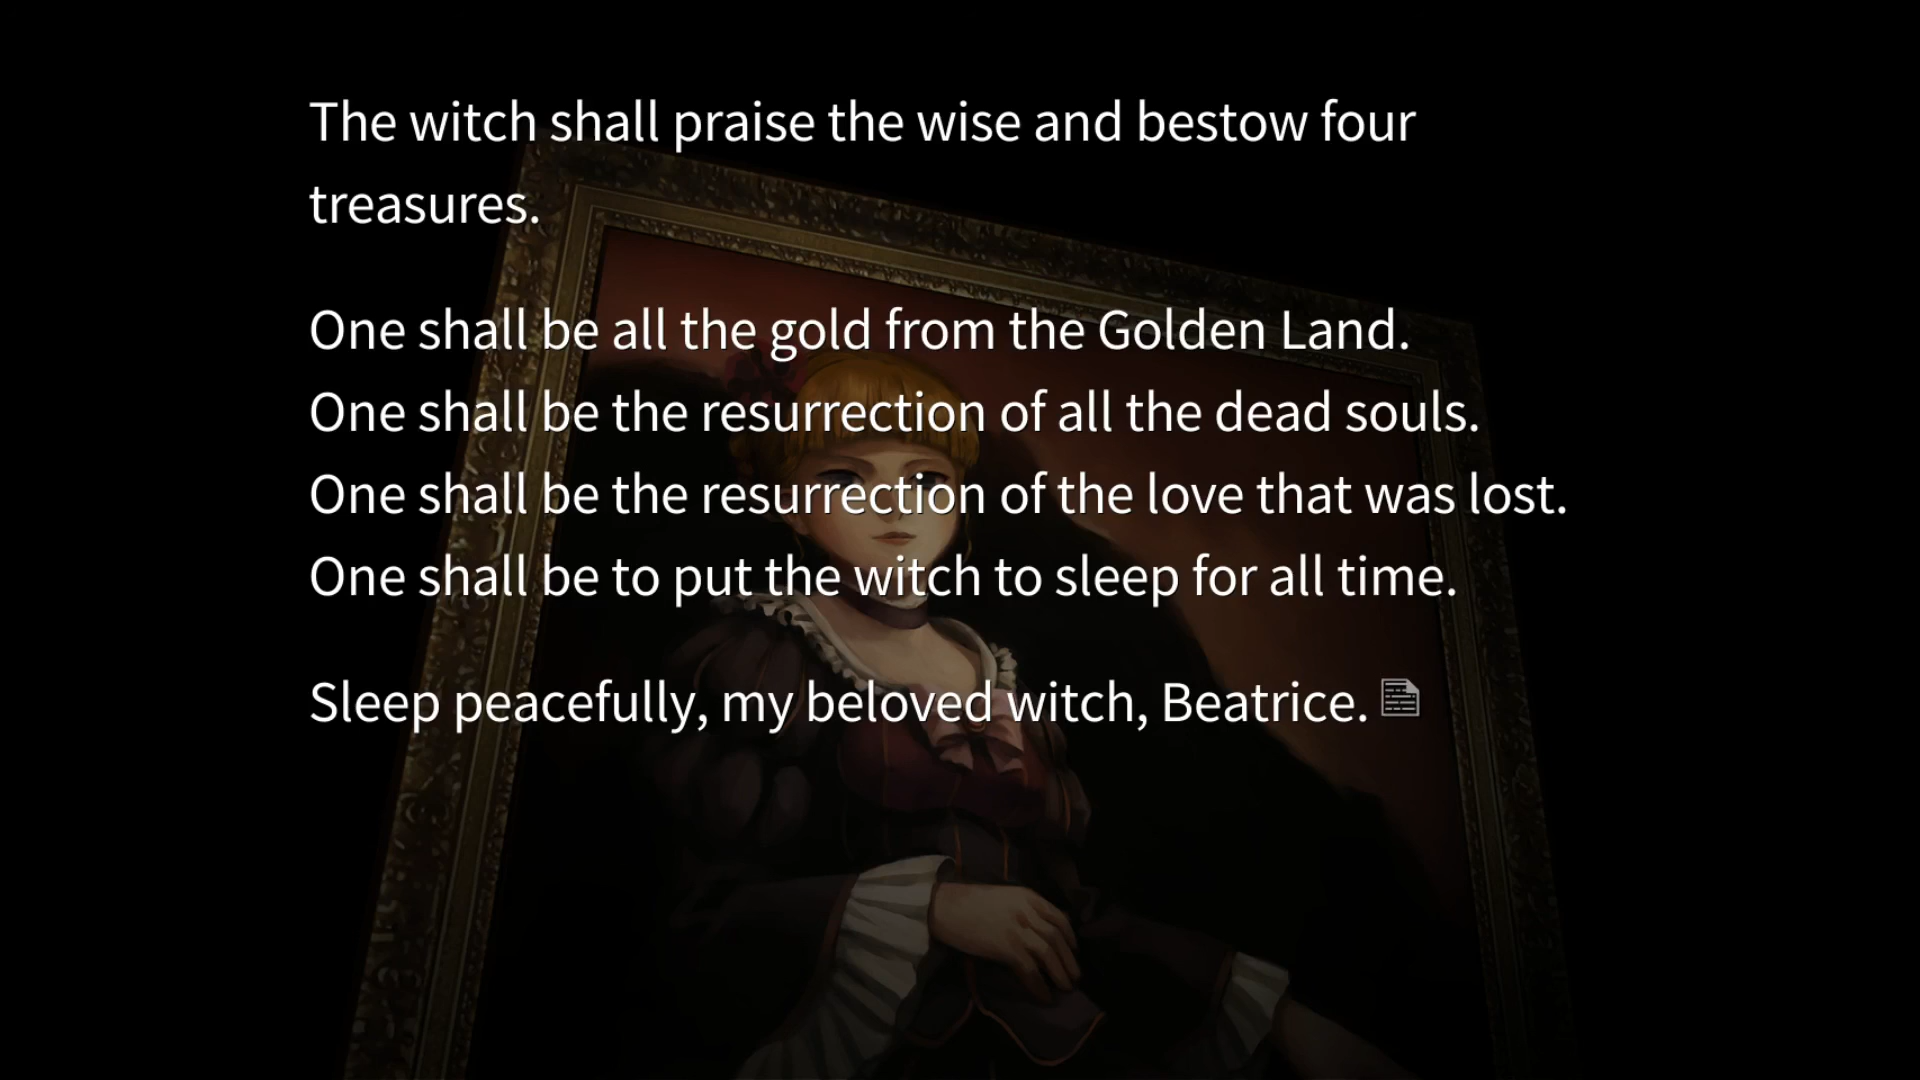 The witch shall praise the wise and bestow four
treasures.
One shall be all the gold from the Golden Land.
One shall be the resurrection of all the dead souls.
One shall be the resurrection of the love that was lost.
One shall be to put the witch to sleep for all time.
Sleep peacefully, my beloved witch, Beatrice.